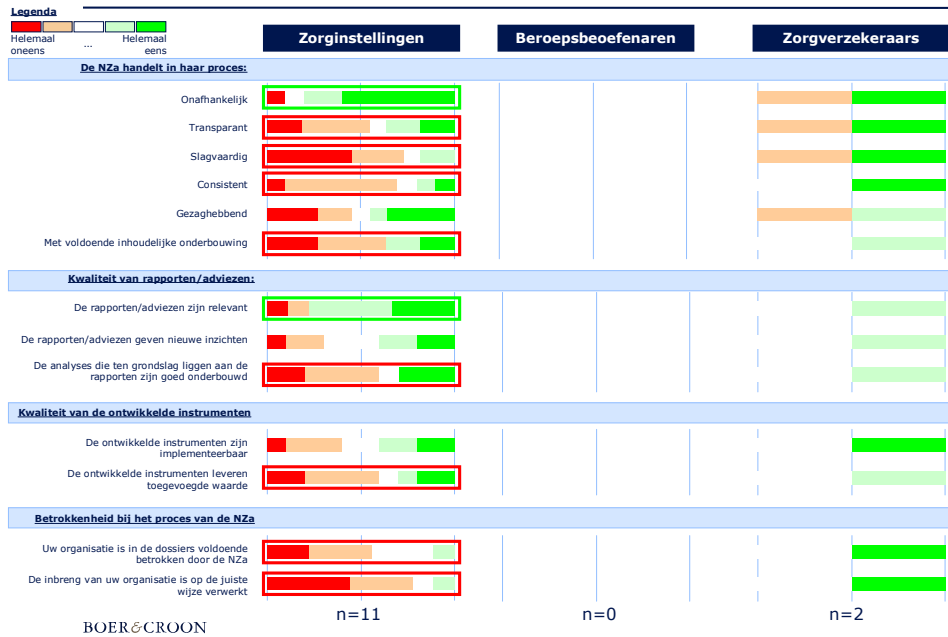 Legenda
Helemaal oneens
...
Helemaal eens
Zorginstellingen
Beroepsbeoefenaren
Zorgverzekeraars
De NZa handelt in haar proces:
Onafhankelijk
Transparant
Slagvaardig
Consistent
Gezaghebbend
Met voldoende inhoudelijke onderbouwing
Kwaliteit van rapporten/adviezen:
De rapporten/adviezen zijn relevant
De rapporten/adviezen geven nieuwe inzichten
De analyses die ten grondslag liggen aan de
rapporten zijn goed onderbouwd
Kwaliteit van de ontwikkelde instrumenten
De ontwikkelde instrumenten zijn
implementeerbaar
De ontwikkelde instrumenten leveren
toegevoegde waarde
Betrokkenheid bij het proces van de NZa
Uw organisatie is in de dossiers voldoende
betrokken door de NZa
De inbreng van uw organisatie is op de juiste
wijze verwerkt
n=11
n=0
n=2
BOER&CROON